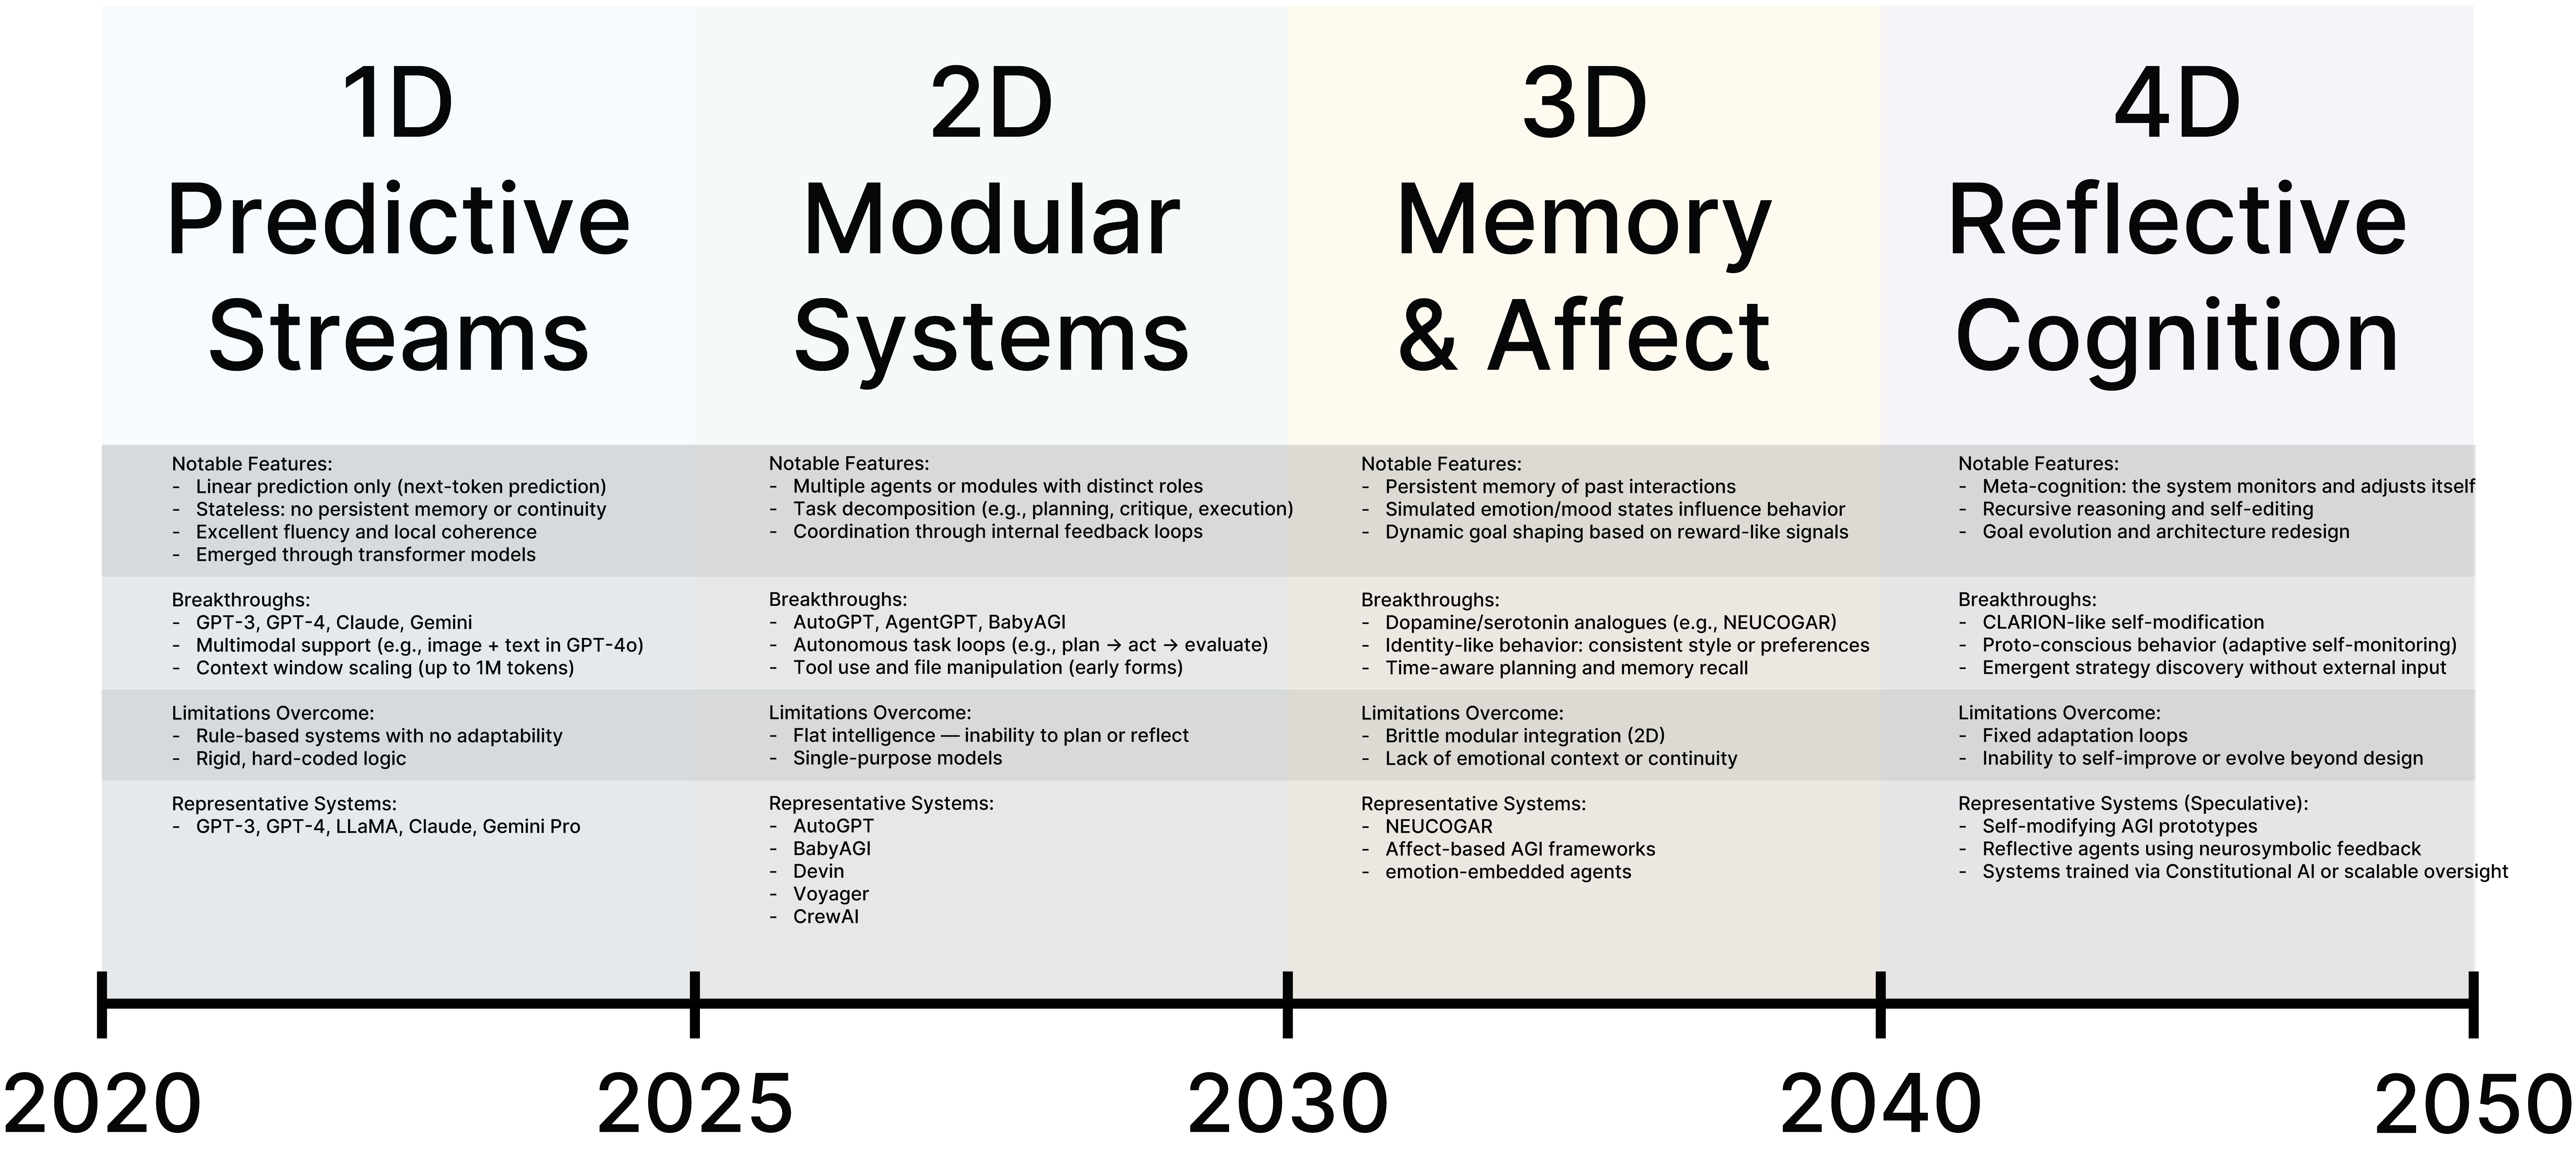 1D
Predictive
Streams
Notable Features:
- Linear prediction only (next-token prediction)
- Stateless: no persistent memory or continuity
- Excellent fluency and local coherence
- Emerged through transformer models
Breakthroughs:
- GPT-3, GPT-4, Claude, Gemini
- Multimodal support (e.g., image + text in GPT-4o)
- Context window scaling (up to 1M tokens)
Limitations Overcome:
- Rule-based systems with no adaptability
- Rigid, hard-coded logic
Representative Systems:
- GPT-3, GPT-4, LLaMA, Claude, Gemini Pro
2D
Modular
Systems
Notable Features:
- Multiple agents or modules with distinct roles
- Task decomposition (e.g., planning, critique, execution)
- Coordination through internal feedback loops
Breakthroughs:
- AutoGPT, AgentGPT, BabyAGI
- Autonomous task loops (e.g., plan → act → evaluate)
- Tool use and file manipulation (early forms)
Limitations Overcome:
- Flat intelligence — inability to plan or reflect
- Single-purpose models
Representative Systems:
- AutoGPT
- BabyAGI
- Devin
- Voyager
- CrewAI
3D
Memory
& Affect
Notable Features:
- Persistent memory of past interactions
- Simulated emotion/mood states influence behavior
- Dynamic goal shaping based on reward-like signals
Breakthroughs:
- Dopamine/serotonin analogues (e.g., NEUCOGAR)
- Identity-like behavior: consistent style or preferences
- Time-aware planning and memory recall
Limitations Overcome:
- Brittle modular integration (2D)
- Lack of emotional context or continuity
Representative Systems:
- NEUCOGAR
- Affect-based AGI frameworks
- emotion-embedded agents
4D
Reflective
Cognition
Notable Features:
- Meta-cognition: the system monitors and adjusts itself
- Recursive reasoning and self-editing
- Goal evolution and architecture redesign
Breakthroughs:
- CLARION-like self-modification
- Proto-conscious behavior (adaptive self-monitoring)
- Emergent strategy discovery without external input
Limitations Overcome:
- Fixed adaptation loops
- Inability to self-improve or evolve beyond design
Representative Systems (Speculative):
- Self-modifying AGI prototypes
- Reflective agents using neurosymbolic feedback
- Systems trained via Constitutional AI or scalable oversight
2020
2025
2030
2040
2050